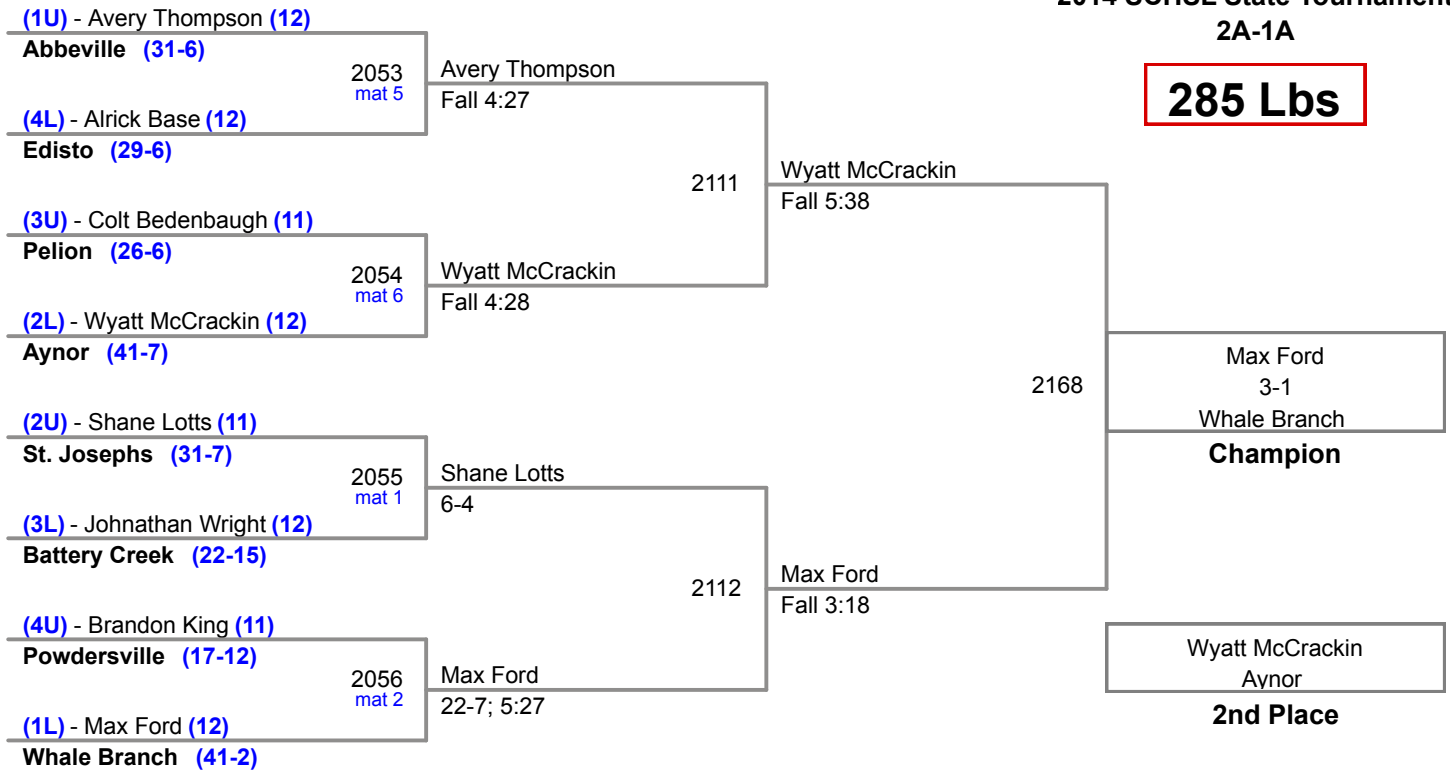 2014 SCHSL State Tournament
2A-1A
285 Lbs
(1U) - Avery Thompson (12)
Abbeville (31-6)
2053
mat 5
(4L) - Alrick Base (12)
Edisto (29-6)
(3U) - Colt Bedenbaugh (11)
Pelion (26-6)
2054
mat 6
(2L) - Wyatt McCrackin (12)
Aynor (41-7)
(2U) - Shane Lotts (11)
St. Josephs (31-7)
2055
mat 1
(3L) - Johnathan Wright (12)
Battery Creek (22-15)
(4U) - Brandon King (11)
Powdersville (17-12)
2056
mat 2
(1L) - Max Ford (12)
Whale Branch (41-2)
Avery Thompson
Fall 4:27
2111
Wyatt McCrackin
Fall 4:28
Shane Lotts
6-4
2112
Max Ford
22-7; 5:27
Wyatt McCrackin
Fall 5:38
2168
Max Ford
Fall 3:18
Max Ford
3-1
Whale Branch
Champion
Wyatt McCrackin
Aynor
2nd Place